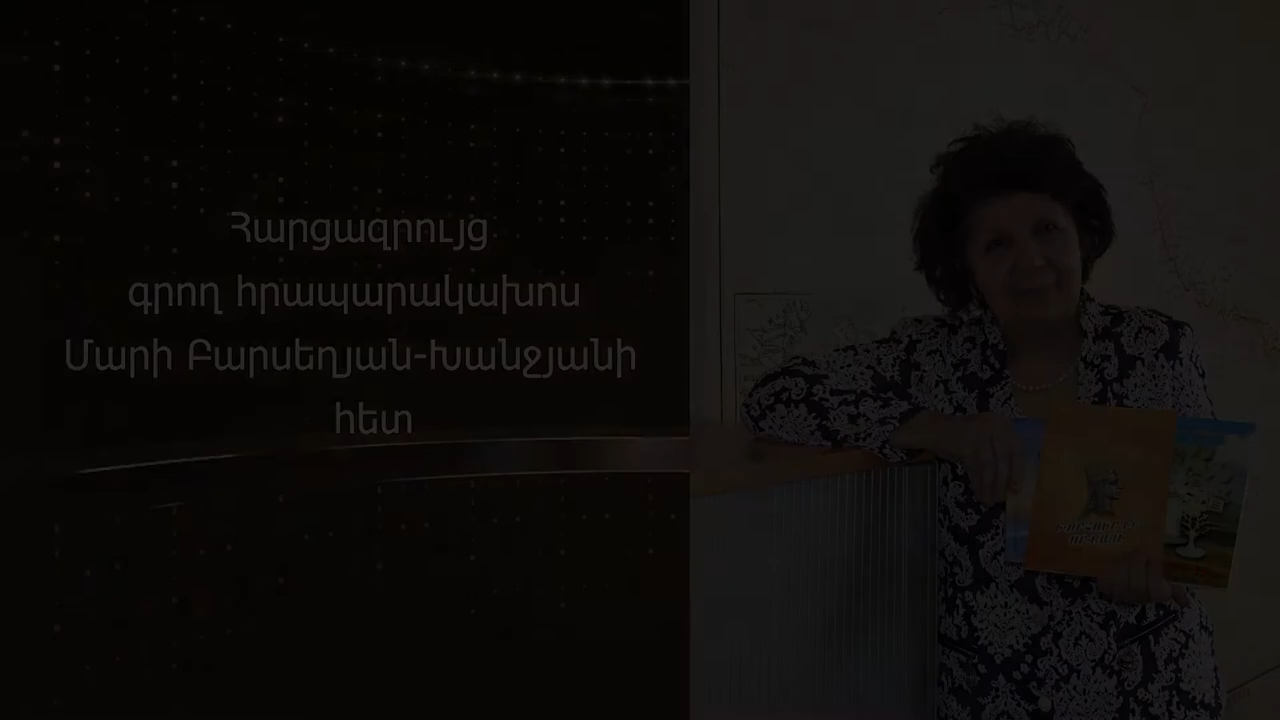 Հարցազրույց
գրող հրապարակախոս
Մարի Բարսեղյան-Խանջյանի
հետ